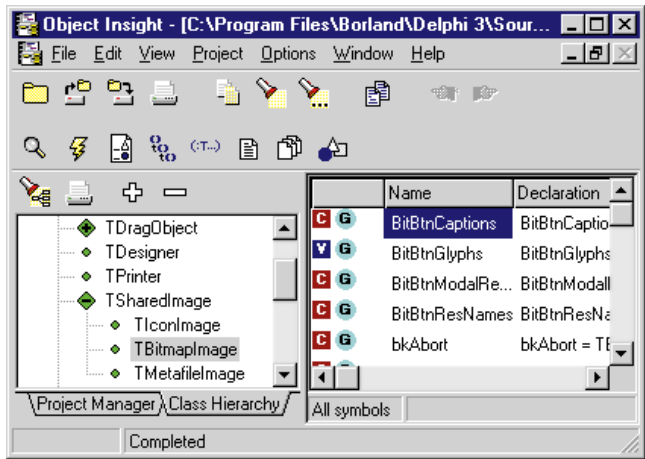 Object Insight - [C:\Program Files\Borland\Delphi 3\Sour...
File Edit View Project Options Window Help
(:T...)
Name Declaration
TDragObject
TDesigner
TPrinter
TSharedImage
TIconImage
TBitmapImage
TMetafileImage
C G BitBtnCaptions BitBtnCaptio
V G BitBtnGlyphs BitBtnGlyphs
C G BitBtnModalRe... BitBtnModalI
C G BitBtnResNames BitBtnResNa
C G bkAbort bkAbort = TB
Project Manager Class Hierarchy
All symbols
Completed